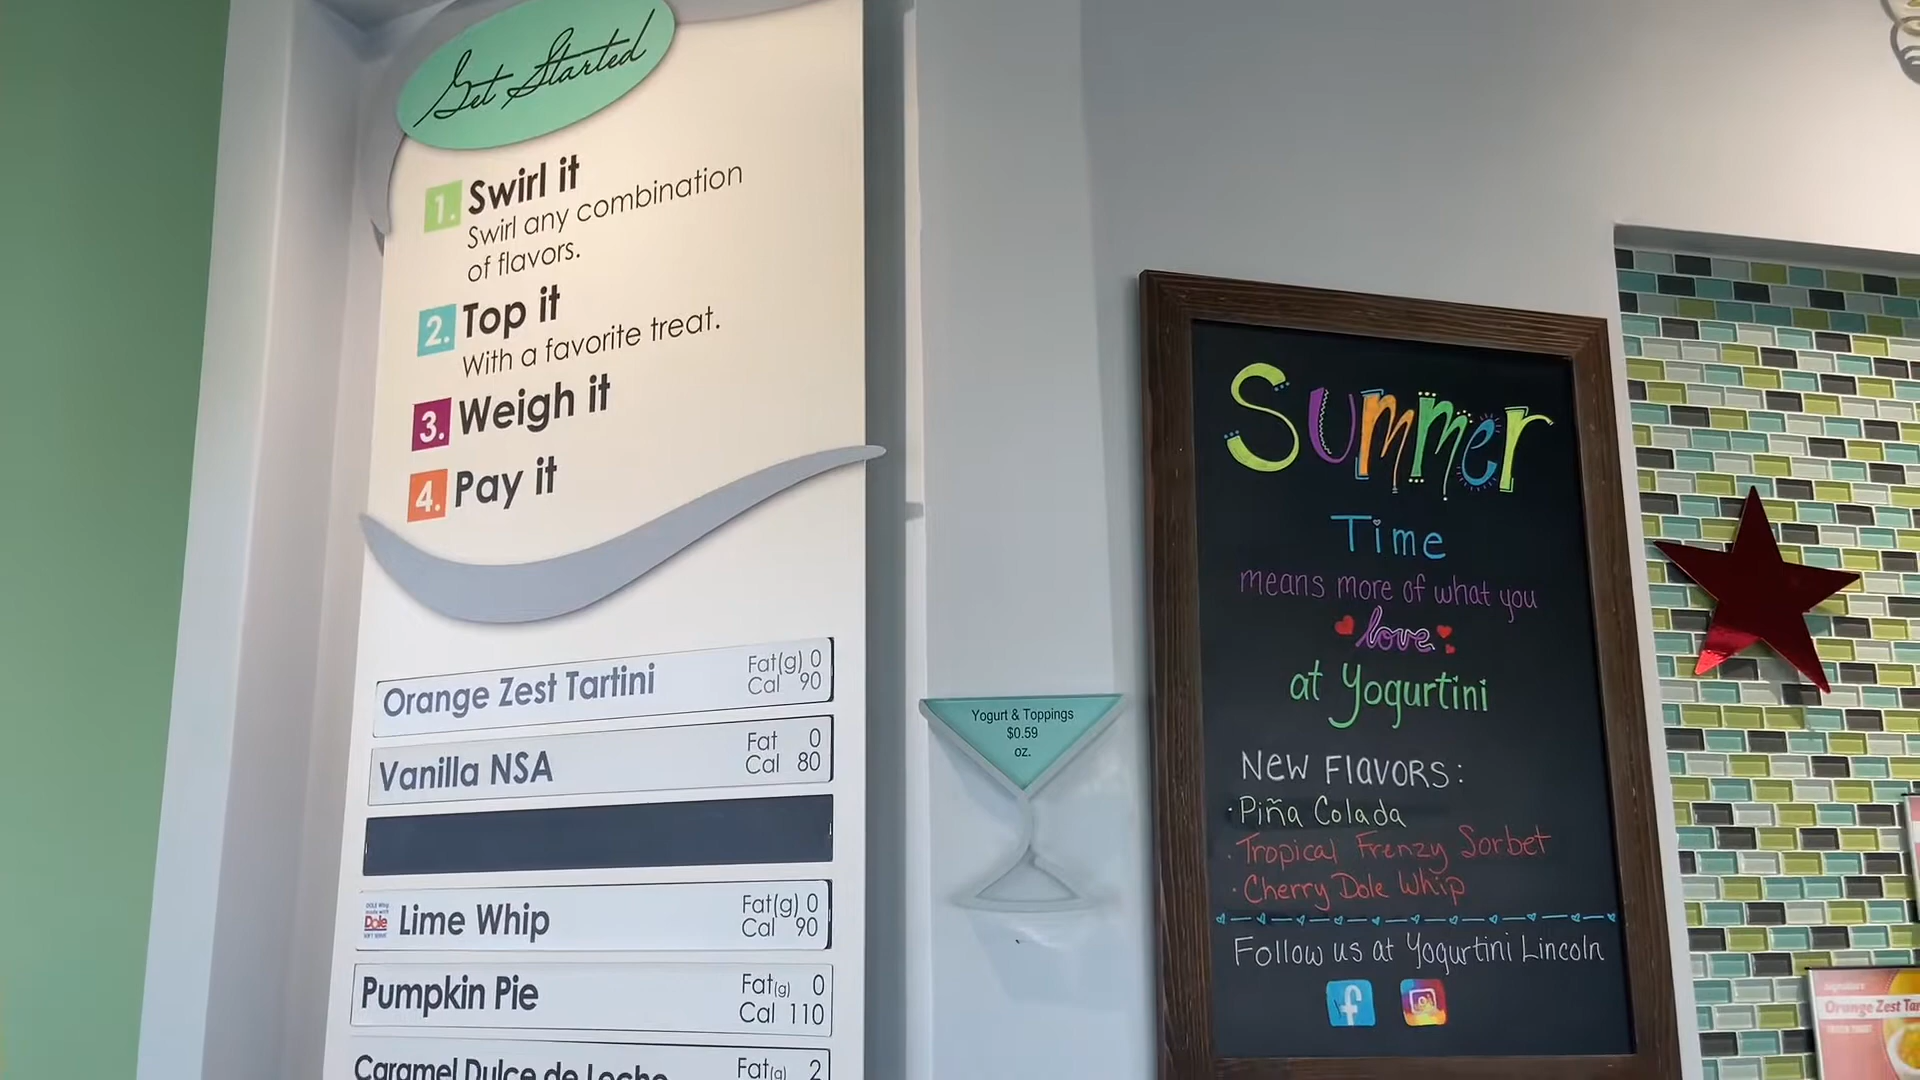 Get Started
1. Swirl it
Swirl any combination
of flavors.
2. Top it
With a favorite treat.
3. Weigh it
4. Pay it
Orange Zest Tartini
Fat(g) 0
Cal 90
Vanilla NSA
Fat 0
Cal 80
Dole
Lime Whip
Fat(g) 0
Cal 90
Pumpkin Pie
Fat(g) 0
Cal 110
Caramel Dulce de Leche
Fat(g) 2
Yogurt & Toppings
$0.59
oz.
Summer
Time
means more of what you
love
at Yogurtini
New Flavors:
· Piña Colada
· Tropical Frenzy Sorbet
· Cherry Dole Whip
Follow us at Yogurtini Lincoln
f
Orange Zest Ta